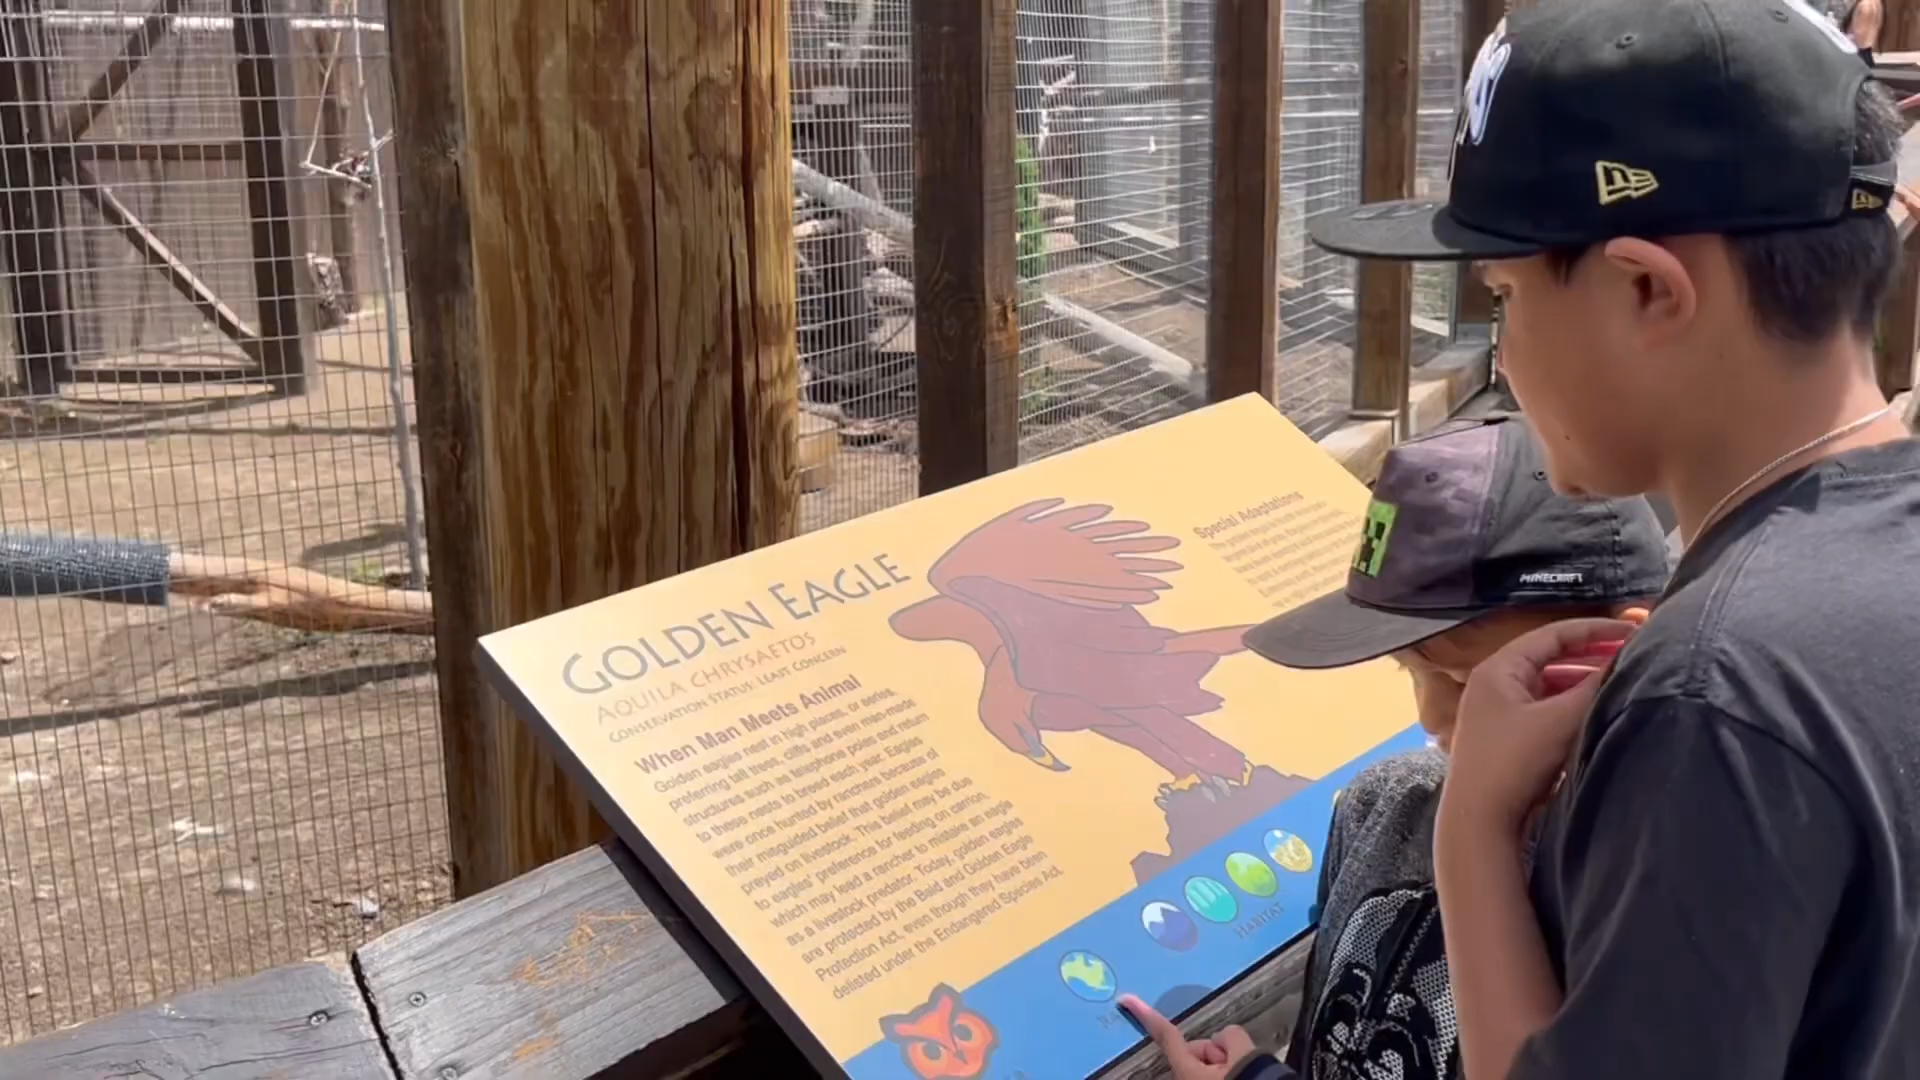 GOLDEN EAGLE
AQUILA CHRYSAETOS
CONSERVATION STATUS: LEAST CONCERN
When Man Meets Animal
Golden eagles nest in high places, or aeries,
preferring tall trees, cliffs and even man-made
structures such as telephone poles and return
to these nests to breed each year. Eagles
were once hunted by ranchers because of
their misguided belief that golden eagles
preyed on livestock. This belief may be due
to eagles' preference for feeding on carrion,
which may lead a rancher to mistake an eagle
as a livestock predator. Today, golden eagles
are protected by the Bald and Golden Eagle
Protection Act, even though they have been
delisted under the Endangered Species Act.
Special Adaptations
HABITAT
MINECRAFT